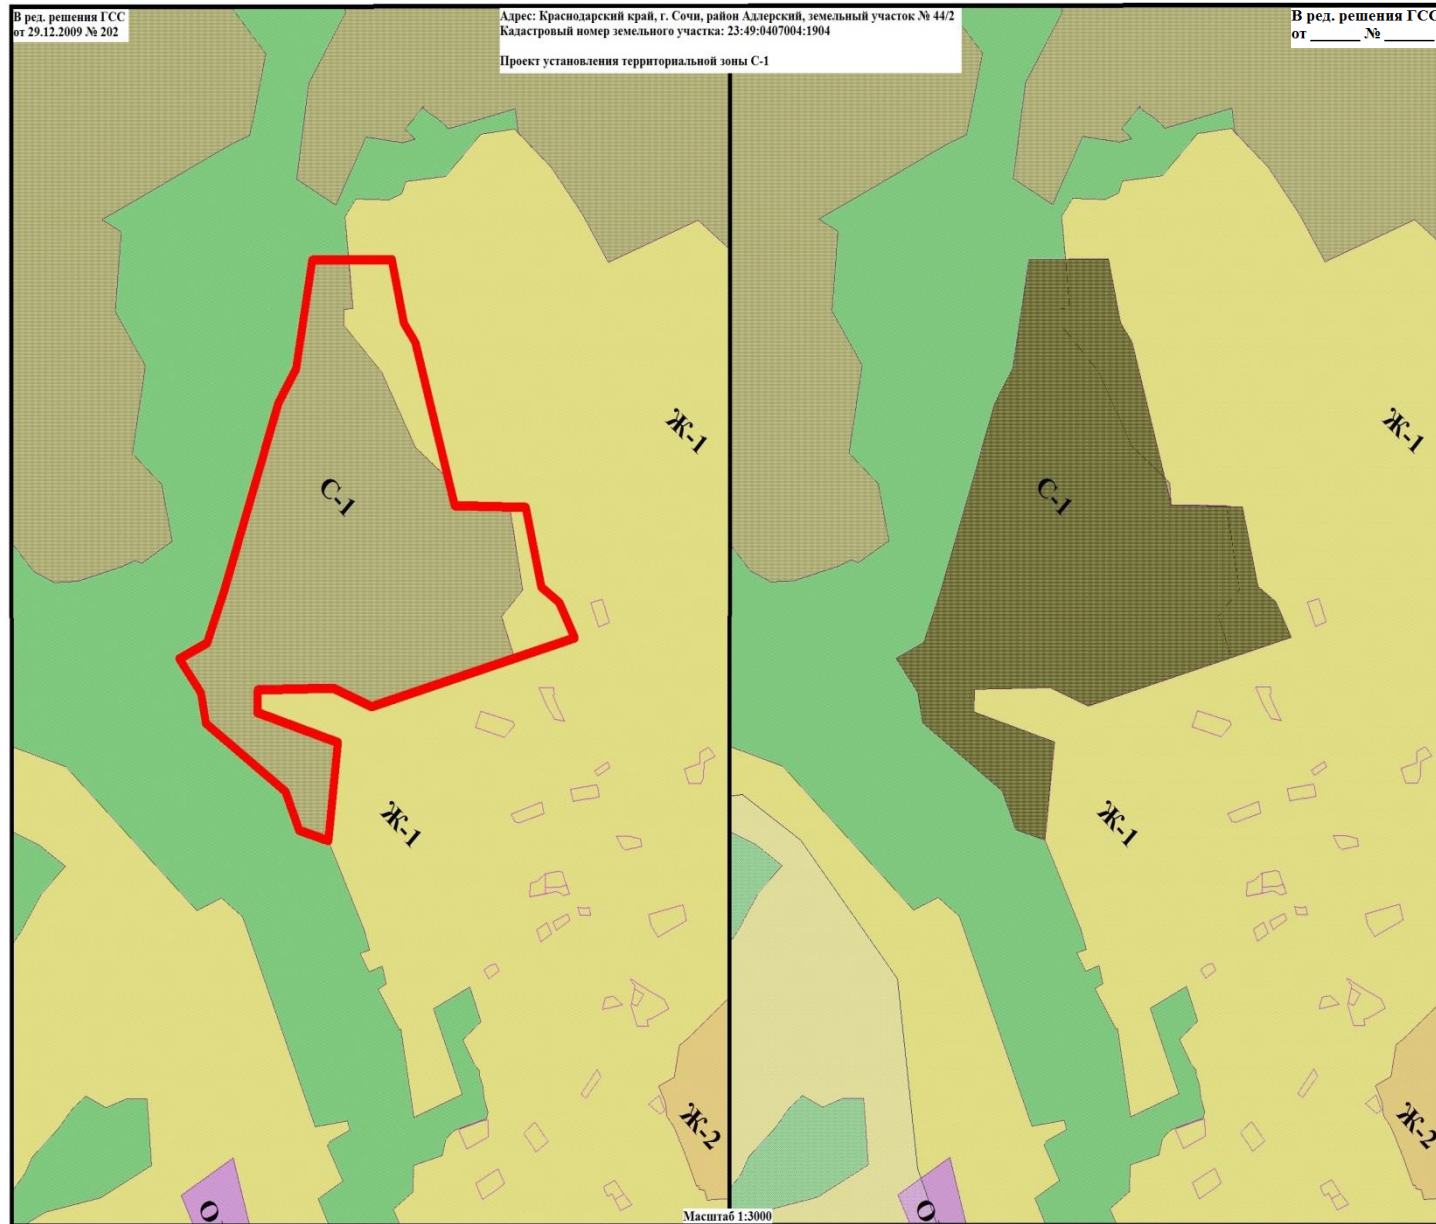 В ред. решения ГСС
от 29.12.2009 № 202
Адрес: Краснодарский край, г. Сочи, район Адлерский, земельный участок № 44/2
Кадастровый номер земельного участка: 23:49:0407004:1904
Проект установления территориальной зоны С-1
В ред. решения ГСС
от ______ № ______
Ж-1
С-1
Ж-1
Ж-2
О
Ж-1
С-1
Ж-1
Ж-2
О
Масштаб 1:3000